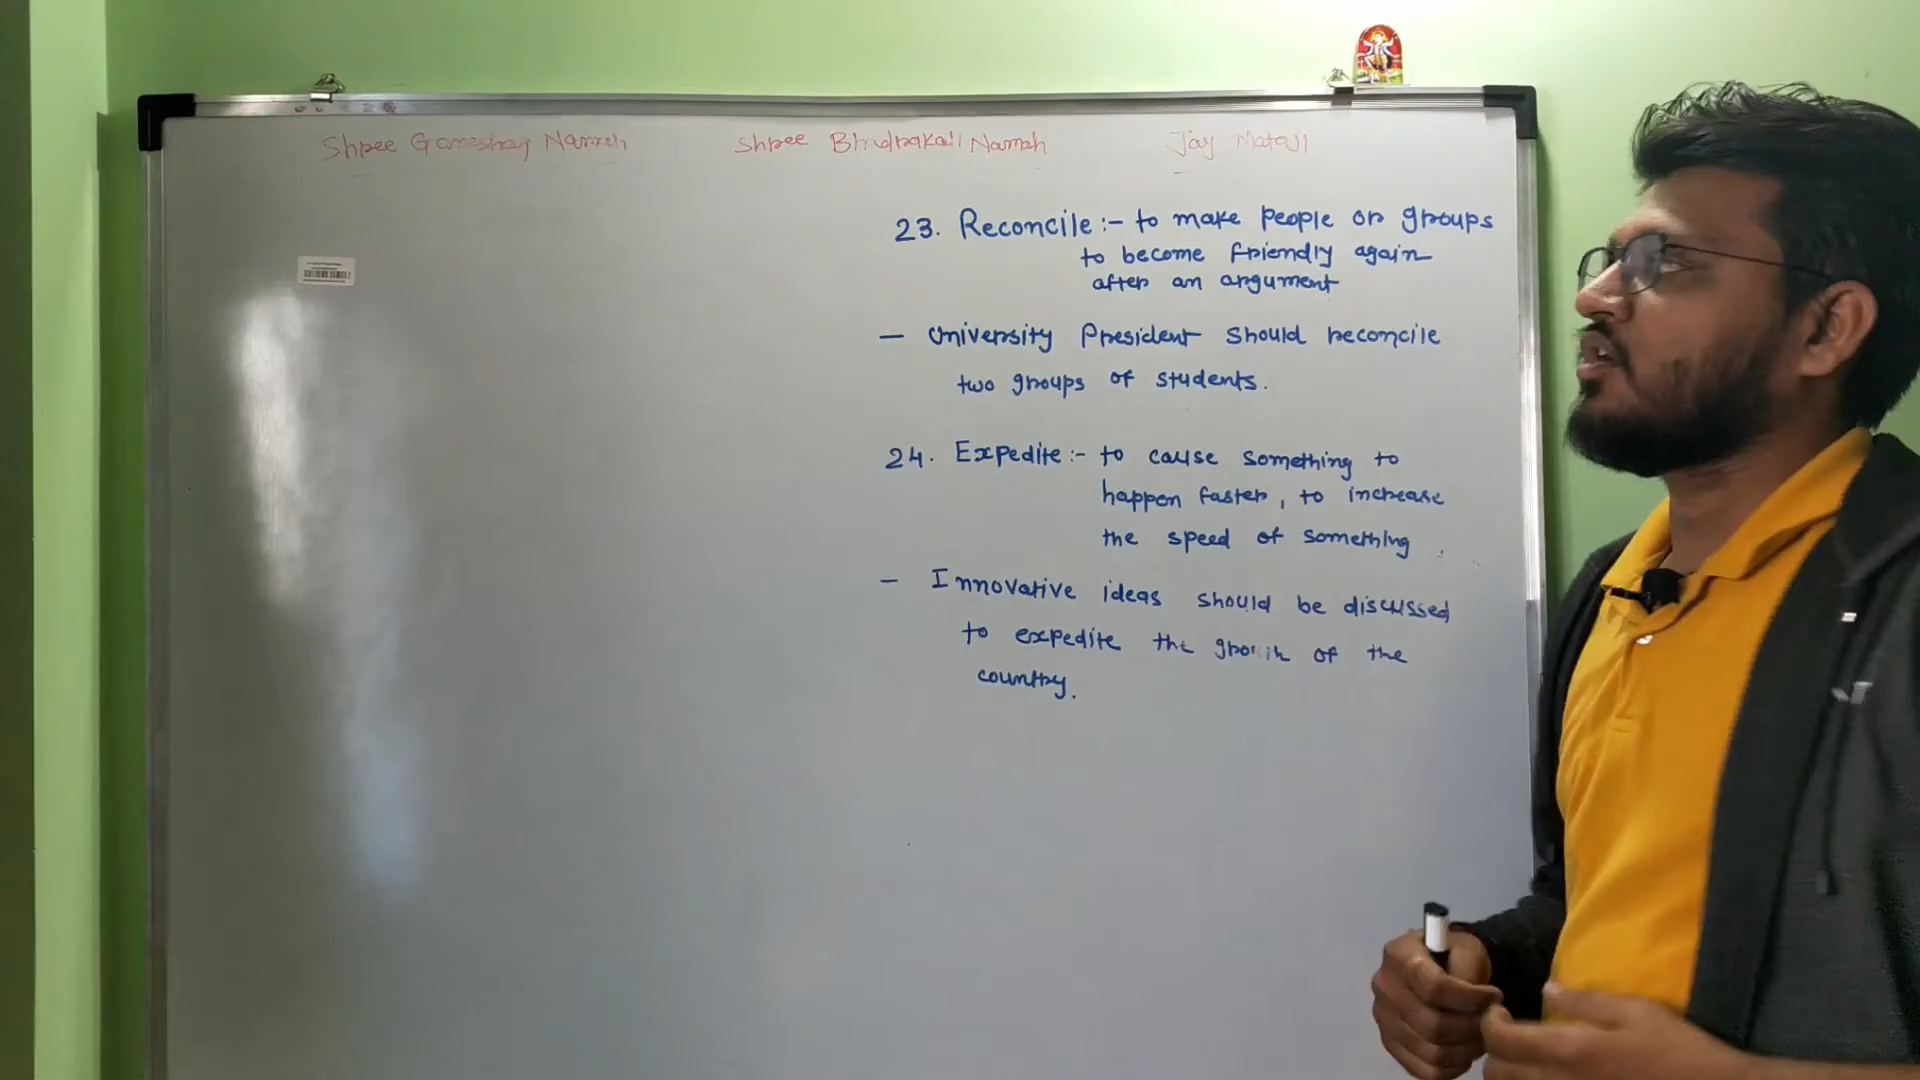 Shree Ganeshay Namah Shree Bhadrakali Namah Jay Mataji
23. Reconcile :- to make people or groups
to become friendly again
after an argument
- University President should reconcile
two groups of students.
24. Expedite :- to cause something to
happen faster, to increase
the speed of something.
- Innovative ideas should be discussed
to expedite the growth of the
country.